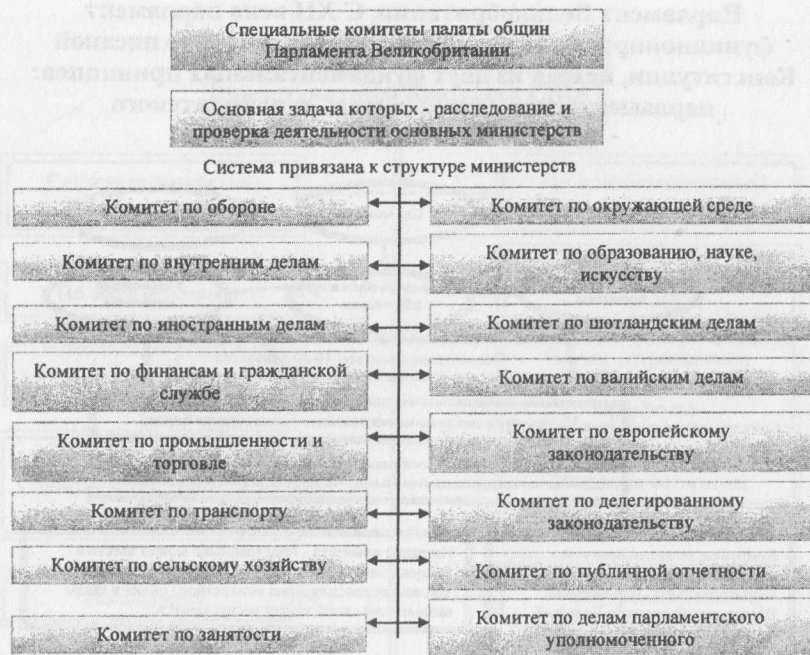 Специальные комитеты палаты общин
Парламента Великобритании.
Основная задача которых - расследование и
проверка деятельности основных министерств
Система привязана к структуре министерств
Комитет по обороне
Комитет по окружающей среде
Комитет по внутренним делам
Комитет по образованию, науке,
искусству
Комитет по иностранным делам
Комитет по шотландским делам
Комитет по финансам и гражданской
службе
Комитет по валийским делам
Комитет по промышленности и
торговле
Комитет по европейскому
законодательству
Комитет по транспорту
Комитет по делегированному
законодательству
Комитет по сельскому хозяйству
Комитет по публичной отчетности
Комитет по занятости
Комитет по делам парламентского
уполномоченного